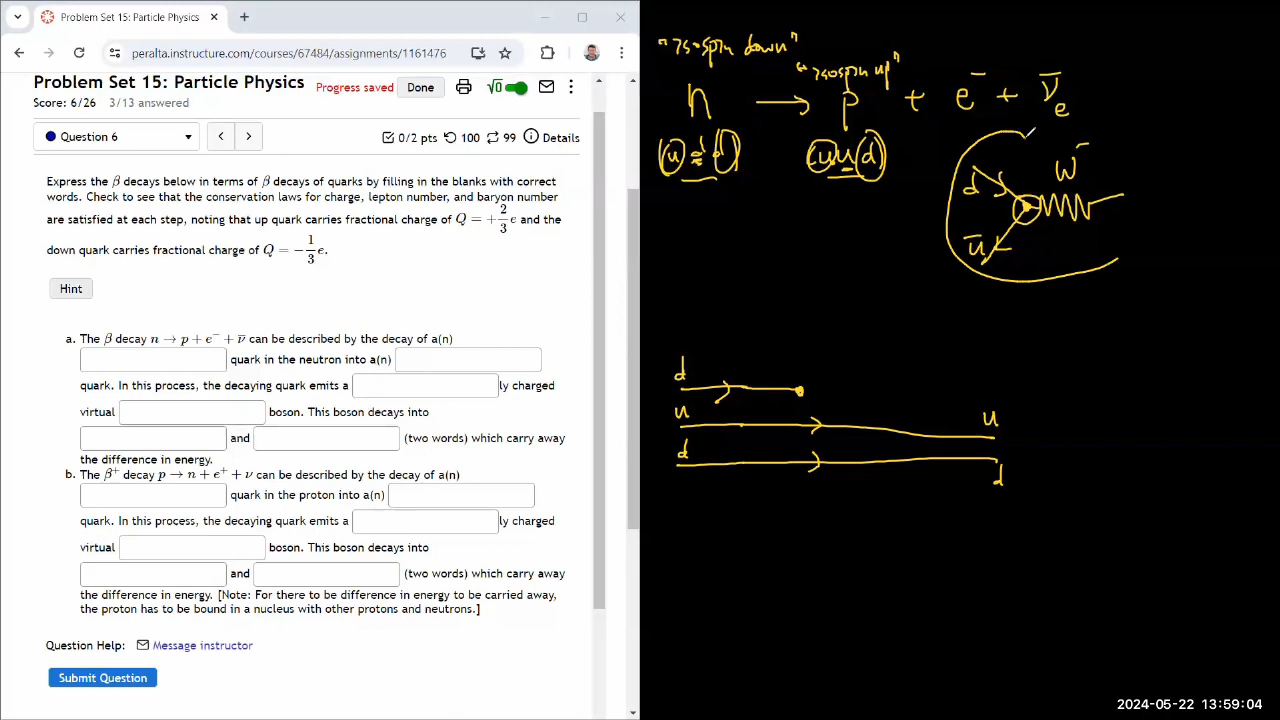 Problem Set 15: Particle Physics
peralta.instructure.com/courses/67484/assignments/1161476
Problem Set 15: Particle Physics
Progress saved
Done
√0
Score: 6/26 3/13 answered
Question 6
0/2 pts 100 99 Details
Express the β decays below in terms of β decays of quarks by filling in the blanks with correct
words. Check to see that the conservation laws for charge, lepton number, and baryon number
are satisfied at each step, noting that up quark carries fractional charge of Q = +2/3 e and the
down quark carries fractional charge of Q = −1/3 e.
Hint
a. The β decay n → p + e⁻ + ν̅ can be described by the decay of a(n)
quark in the neutron into a(n)
quark. In this process, the decaying quark emits a ly charged
virtual boson. This boson decays into
and (two words) which carry away
the difference in energy.
b. The β⁺ decay p → n + e⁺ + ν can be described by the decay of a(n)
quark in the proton into a(n)
quark. In this process, the decaying quark emits a ly charged
virtual boson. This boson decays into
and (two words) which carry away
the difference in energy. [Note: For there to be difference in energy to be carried away,
the proton has to be bound in a nucleus with other protons and neutrons.]
Question Help: Message instructor
Submit Question
"isospin down"
"isospin up"
n → p + e⁻ + ν̅e
u d d
u u d
W⁻
d
u̅
d
u u
d
d
2024-05-22 13:59:04